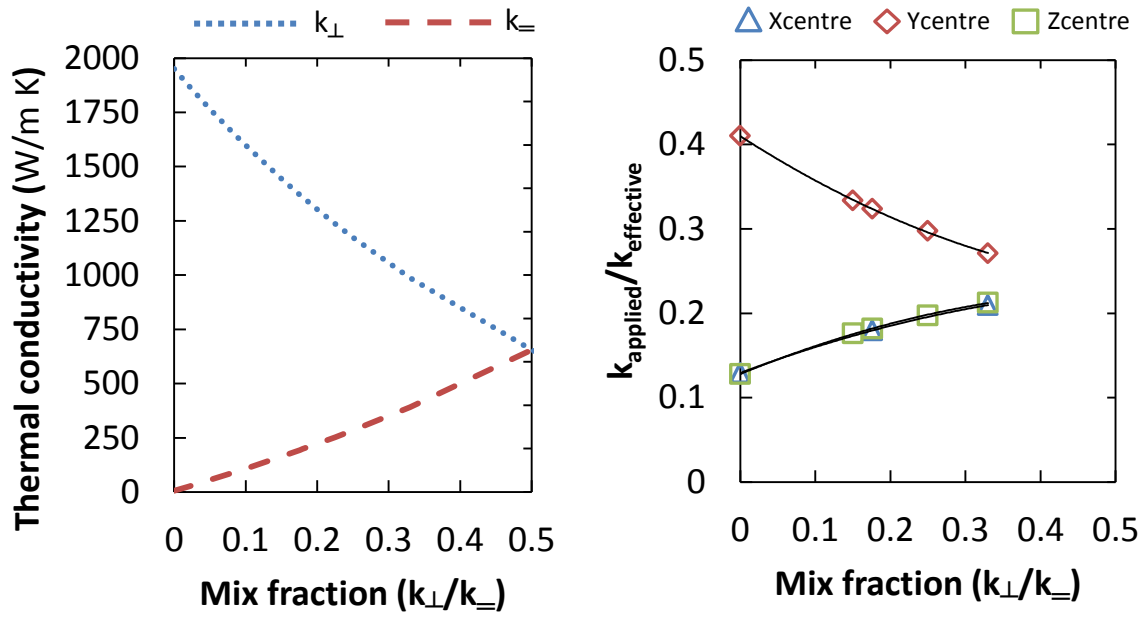 k⊥ k=
Thermal conductivity (W/m K)
2000
1750
1500
1250
1000
750
500
250
0
0 0.1 0.2 0.3 0.4 0.5
Mix fraction (k⊥/k=)
Xcentre Ycentre Zcentre
kapplied/keffective
0.5
0.4
0.3
0.2
0.1
0
0 0.1 0.2 0.3 0.4 0.5
Mix fraction (k⊥/k=)